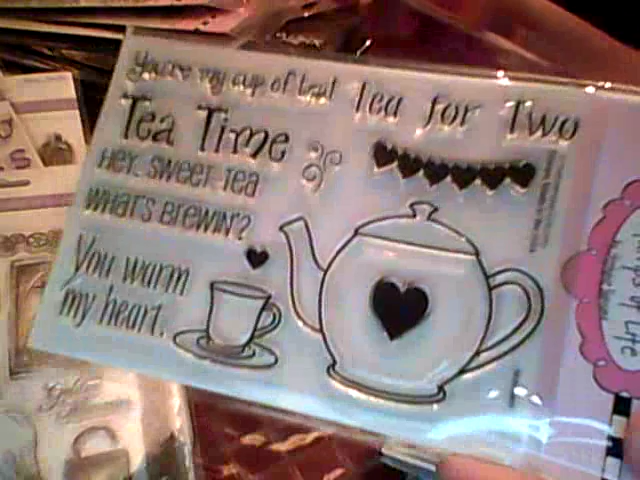 You're my cup of tea!
Tea for Two
Tea Time
Hey, Sweet Tea
What's Brewin'?
You warm
my heart.